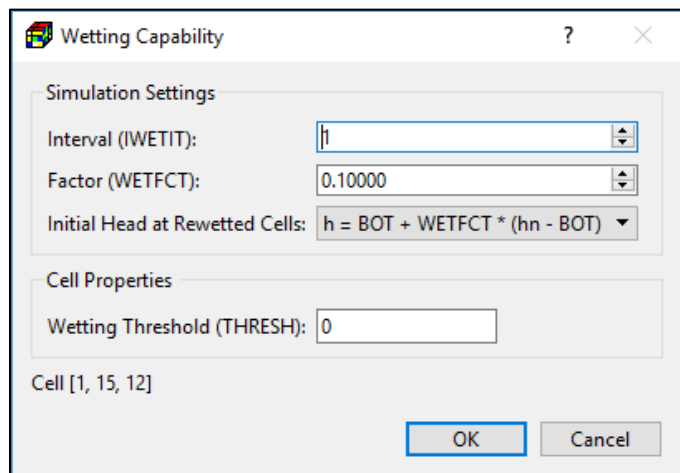 Wetting Capability ?
Simulation Settings
Interval (IWETIT): 1
Factor (WETFCT): 0.10000
Initial Head at Rewetted Cells: h = BOT + WETFCT * (hn - BOT)
Cell Properties
Wetting Threshold (THRESH): 0
Cell [1, 15, 12]
OK Cancel